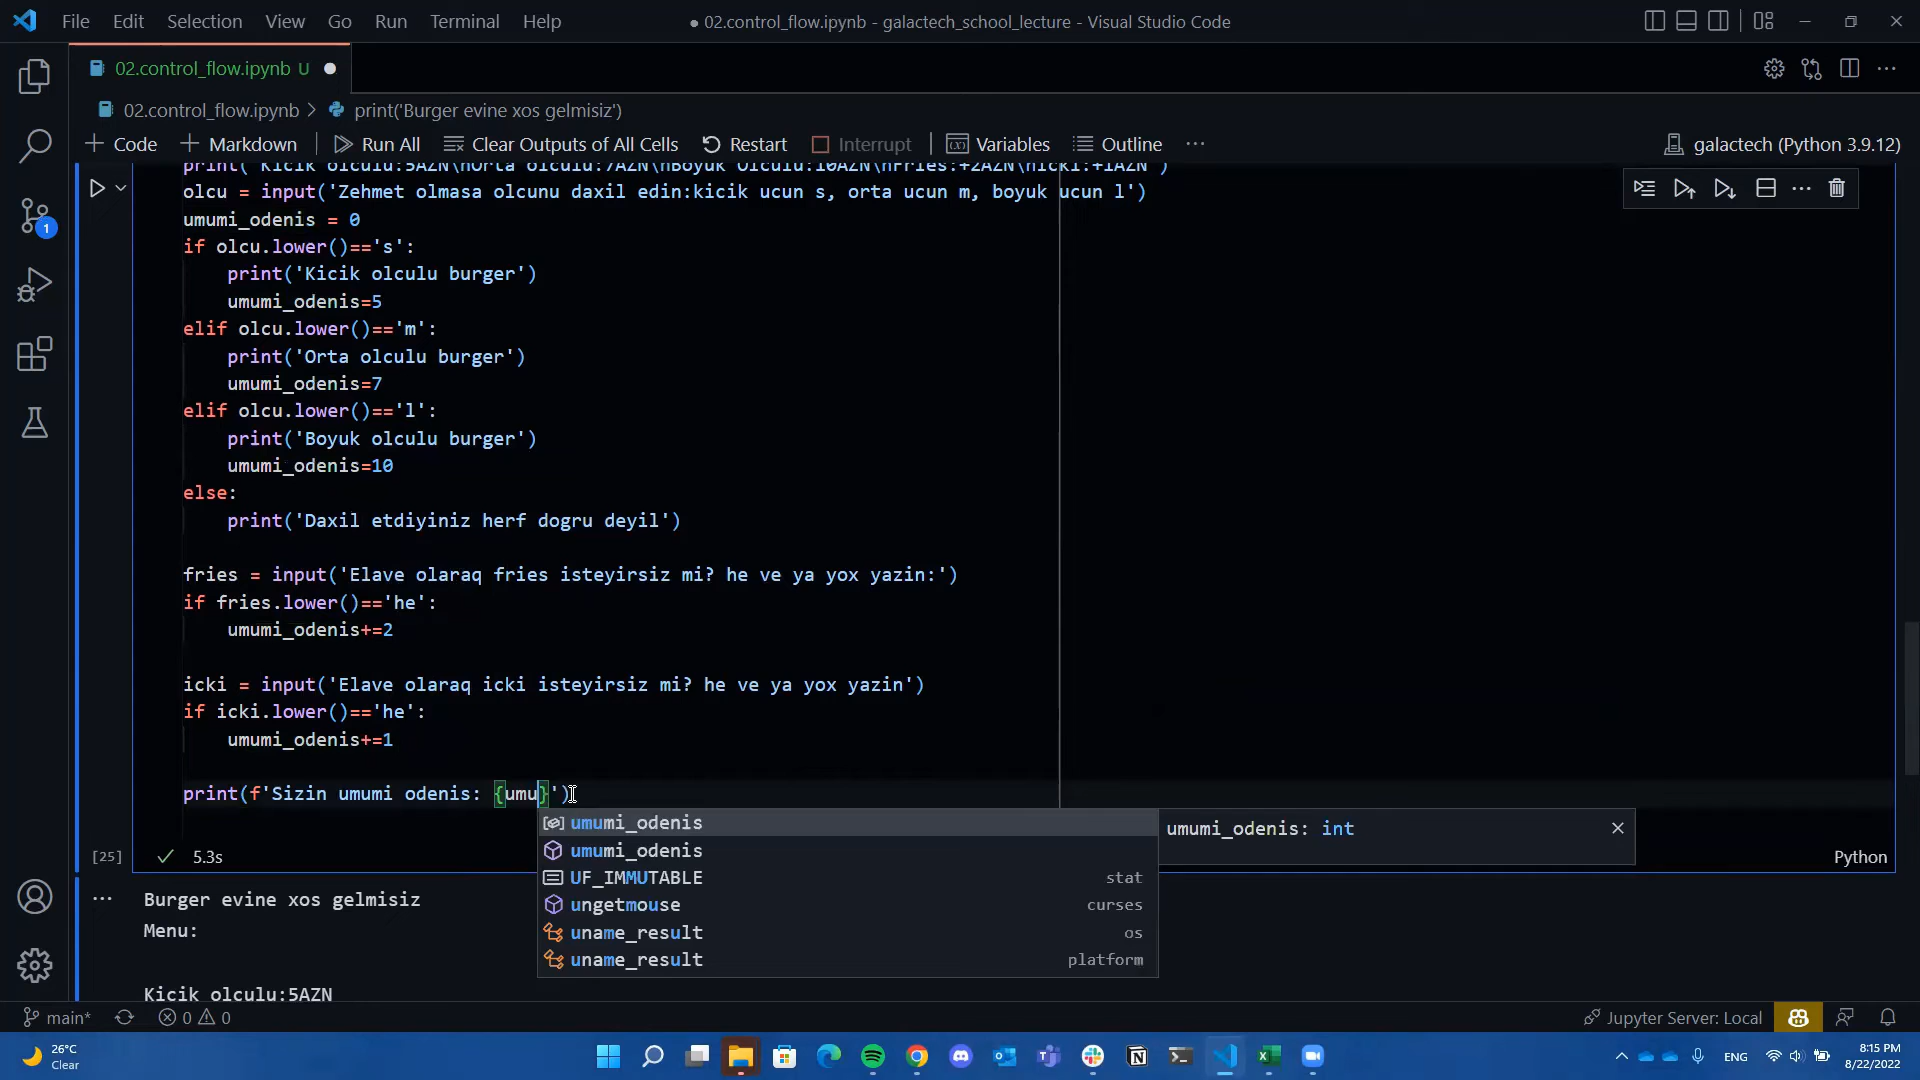 File Edit Selection View Go Run Terminal Help
● 02.control_flow.ipynb - galactech_school_lecture - Visual Studio Code
02.control_flow.ipynb U ●
02.control_flow.ipynb > print('Burger evine xos gelmisiz')
+ Code + Markdown Run All Clear Outputs of All Cells Restart Interrupt Variables Outline ··· galactech (Python 3.9.12)
print('Kicik olculu:5AZN\nOrta olculu:7AZN\nBoyuk Olculu:10AZN\nFries:+2AZN\nicki:+1AZN')
olcu = input('Zehmet olmasa olcunu daxil edin:kicik ucun s, orta ucun m, boyuk ucun l')
umumi_odenis = 0
if olcu.lower()=='s':
    print('Kicik olculu burger')
    umumi_odenis=5
elif olcu.lower()=='m':
    print('Orta olculu burger')
    umumi_odenis=7
elif olcu.lower()=='l':
    print('Boyuk olculu burger')
    umumi_odenis=10
else:
    print('Daxil etdiyiniz herf dogru deyil')
fries = input('Elave olaraq fries isteyirsiz mi? he ve ya yox yazin:')
if fries.lower()=='he':
    umumi_odenis+=2
icki = input('Elave olaraq icki isteyirsiz mi? he ve ya yox yazin')
if icki.lower()=='he':
    umumi_odenis+=1
print(f'Sizin umumi odenis: {umu}')
umumi_odenis
umumi_odenis: int
umumi_odenis
UF_IMMUTABLE stat
ungetmouse curses
uname_result os
uname_result platform
[25] 5.3s
Python
Burger evine xos gelmisiz
Menu:
Kicik olculu:5AZN
main* 0 0 Jupyter Server: Local
1
26°C
Clear
ENG
8:15 PM
8/22/2022